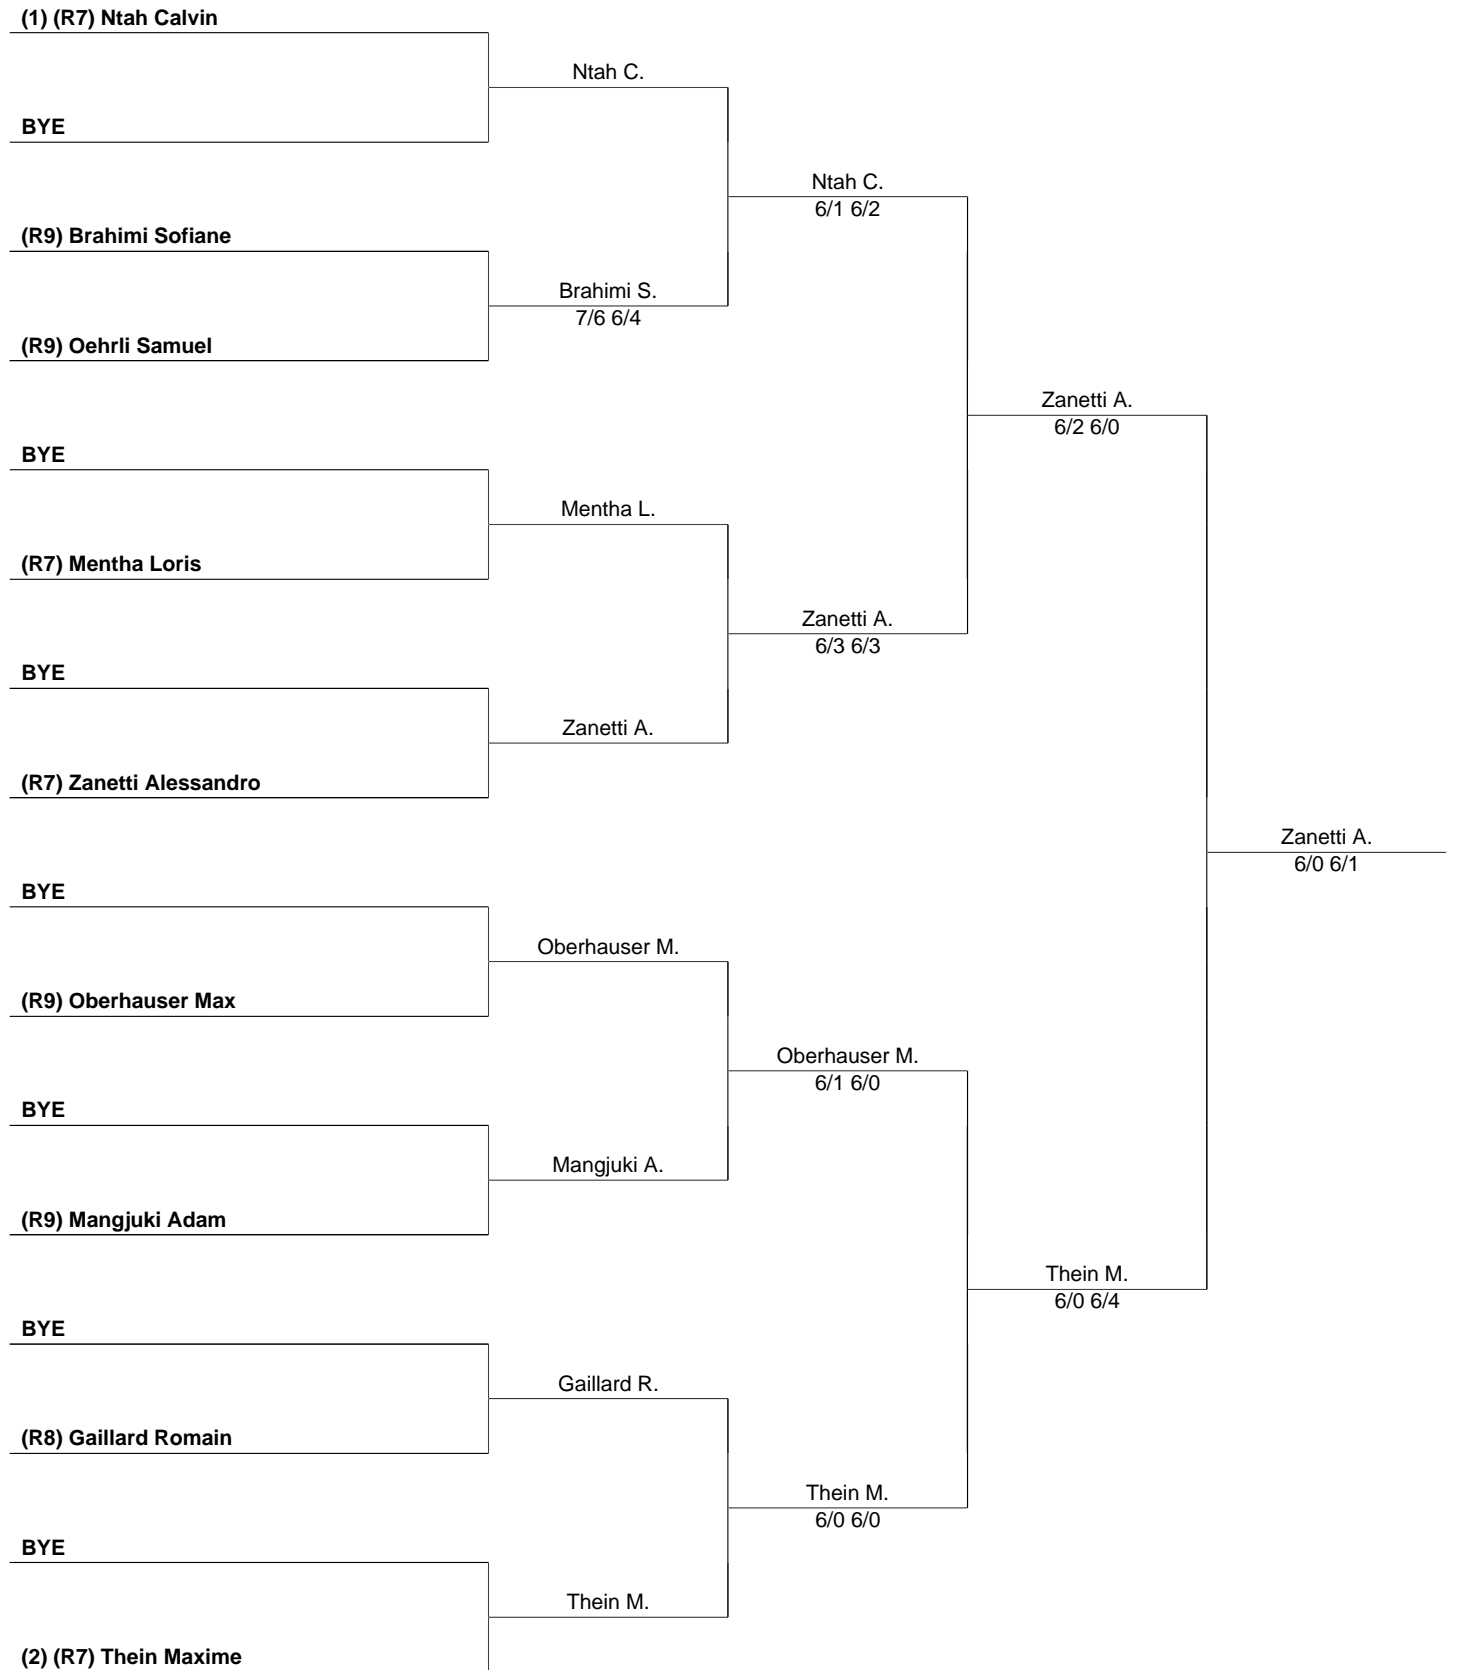 (1) (R7) Ntah Calvin
Ntah C.
BYE
Ntah C.
6/1 6/2
(R9) Brahimi Sofiane
Brahimi S.
7/6 6/4
(R9) Oehrli Samuel
Zanetti A.
6/2 6/0
BYE
Mentha L.
(R7) Mentha Loris
Zanetti A.
6/3 6/3
BYE
Zanetti A.
(R7) Zanetti Alessandro
Zanetti A.
6/0 6/1
BYE
Oberhauser M.
(R9) Oberhauser Max
Oberhauser M.
6/1 6/0
BYE
Mangjuki A.
(R9) Mangjuki Adam
Thein M.
6/0 6/4
BYE
Gaillard R.
(R8) Gaillard Romain
Thein M.
6/0 6/0
BYE
Thein M.
(2) (R7) Thein Maxime